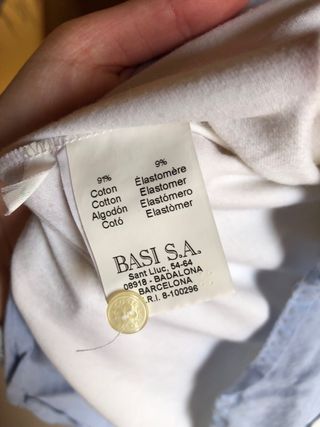 91% 9%
Coton Élastomère
Cotton Elastomer
Algodón Elastómero
Cotó Elastòmer
BASI S.A.
Sant Lluc, 54-64
08918 - BADALONA
BARCELONA
.R.I. 8-100296